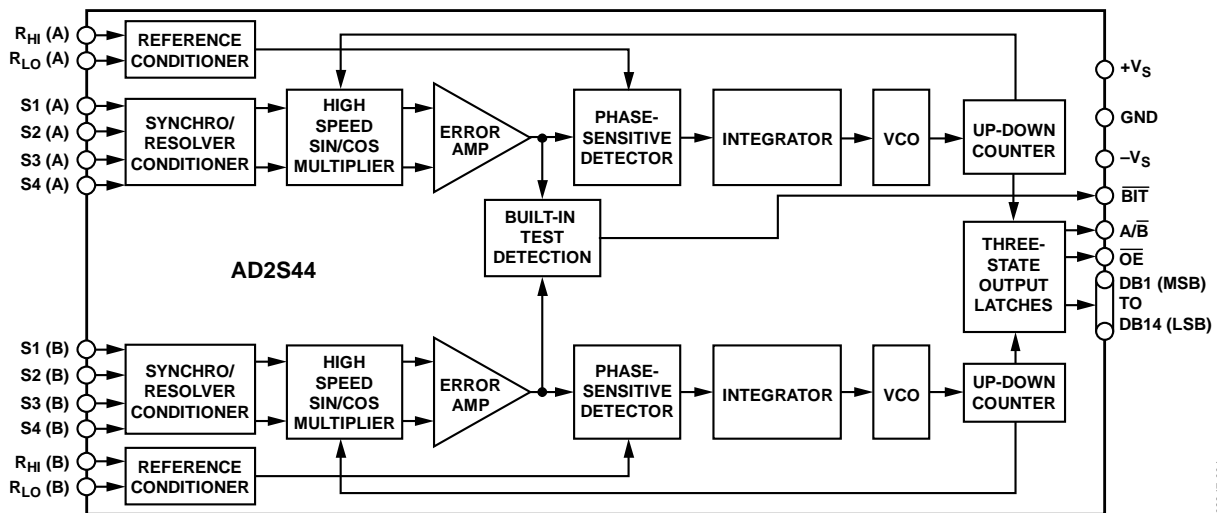 R_HI (A)
R_LO (A)
REFERENCE
CONDITIONER
S1 (A)
S2 (A)
S3 (A)
S4 (A)
SYNCHRO/
RESOLVER
CONDITIONER
HIGH
SPEED
SIN/COS
MULTIPLIER
ERROR
AMP
PHASE-
SENSITIVE
DETECTOR
INTEGRATOR
VCO
UP-DOWN
COUNTER
+V_S
GND
–V_S
B̅I̅T̅
A/B̅
O̅E̅
DB1 (MSB)
TO
DB14 (LSB)
BUILT-IN
TEST
DETECTION
THREE-
STATE
OUTPUT
LATCHES
AD2S44
S1 (B)
S2 (B)
S3 (B)
S4 (B)
SYNCHRO/
RESOLVER
CONDITIONER
HIGH
SPEED
SIN/COS
MULTIPLIER
ERROR
AMP
PHASE-
SENSITIVE
DETECTOR
INTEGRATOR
VCO
UP-DOWN
COUNTER
R_HI (B)
R_LO (B)
REFERENCE
CONDITIONER